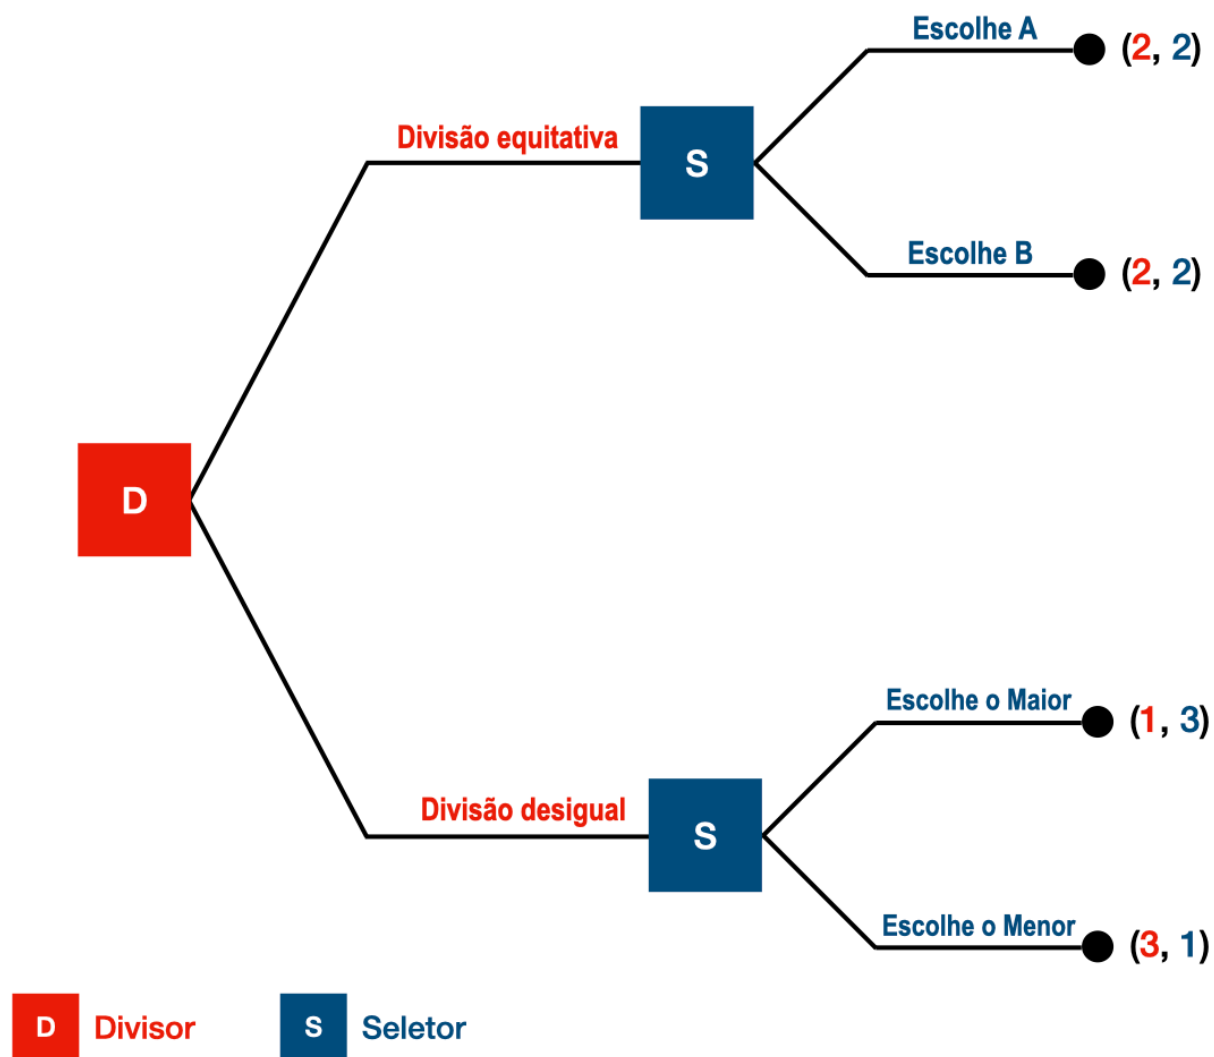 Escolhe A
(2, 2)
Divisão equitativa
S
Escolhe B
(2, 2)
D
Escolhe o Maior
(1, 3)
Divisão desigual
S
Escolhe o Menor
(3, 1)
D Divisor
S Seletor